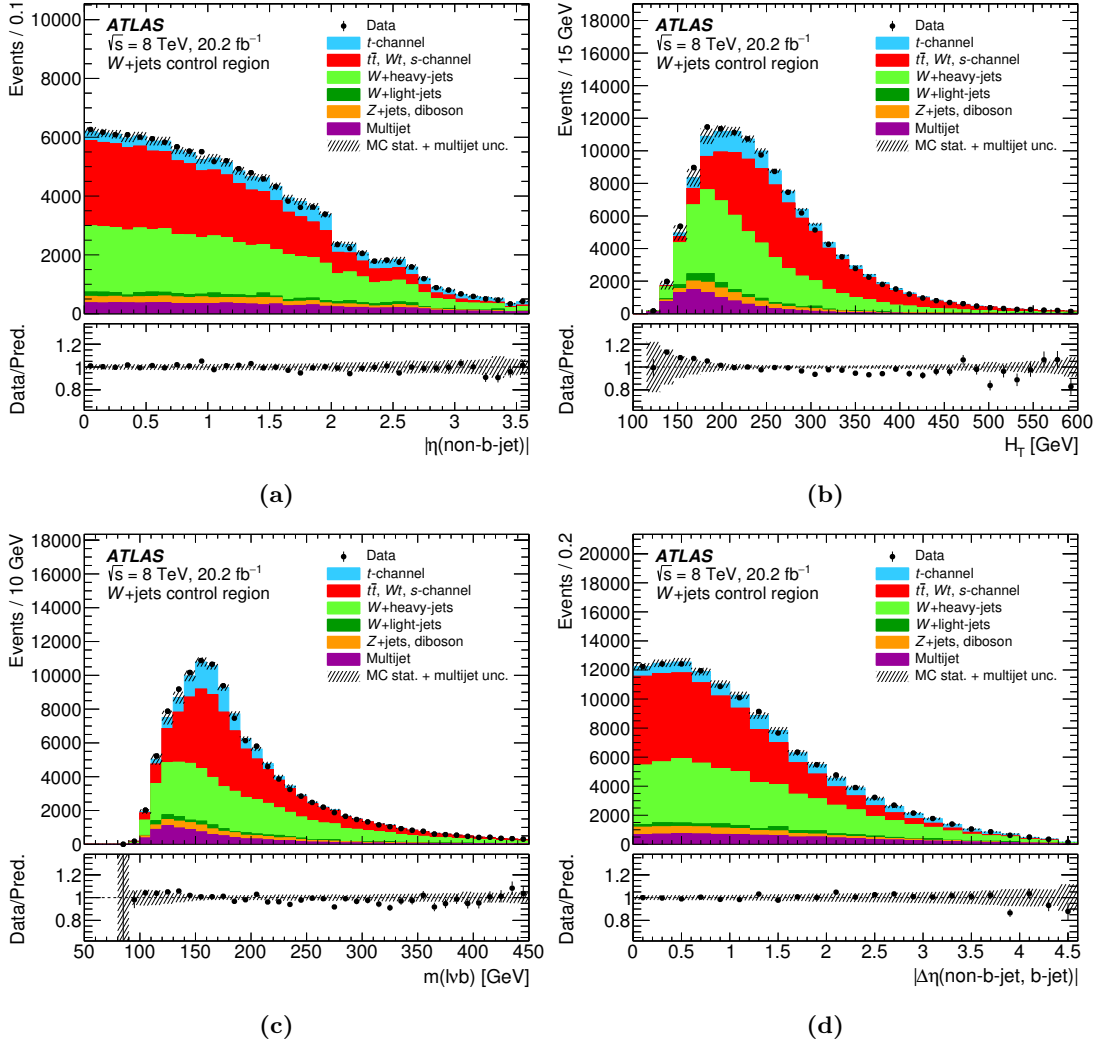 Events / 0.1
8000
6000
4000
2000
0
ATLAS
√s = 8 TeV, 20.2 fb⁻¹
W+jets control region
Data
t-channel
tt̄, Wt, s-channel
W+heavy-jets
W+light-jets
Z+jets, diboson
Multijet
MC stat. + multijet unc.
Data/Pred.
1.2
1
0.8
0 0.5 1 1.5 2 2.5 3 3.5
|η(non-b-jet)|
(a)
Events / 15 GeV
18000
16000
14000
12000
10000
8000
6000
4000
2000
0
ATLAS
√s = 8 TeV, 20.2 fb⁻¹
W+jets control region
Data
t-channel
tt̄, Wt, s-channel
W+heavy-jets
W+light-jets
Z+jets, diboson
Multijet
MC stat. + multijet unc.
Data/Pred.
1.2
1
0.8
100 150 200 250 300 350 400 450 500 550 600
H_T [GeV]
(b)
Events / 10 GeV
18000
16000
14000
12000
10000
8000
6000
4000
2000
0
ATLAS
√s = 8 TeV, 20.2 fb⁻¹
W+jets control region
Data
t-channel
tt̄, Wt, s-channel
W+heavy-jets
W+light-jets
Z+jets, diboson
Multijet
MC stat. + multijet unc.
Data/Pred.
1.2
1
0.8
50 100 150 200 250 300 350 400 450
m(lνb) [GeV]
(c)
Events / 0.2
20000
18000
16000
14000
12000
10000
8000
6000
4000
2000
0
ATLAS
√s = 8 TeV, 20.2 fb⁻¹
W+jets control region
Data
t-channel
tt̄, Wt, s-channel
W+heavy-jets
W+light-jets
Z+jets, diboson
Multijet
MC stat. + multijet unc.
Data/Pred.
1.2
1
0.8
0 0.5 1 1.5 2 2.5 3 3.5 4 4.5
|Δη(non-b-jet, b-jet)|
(d)